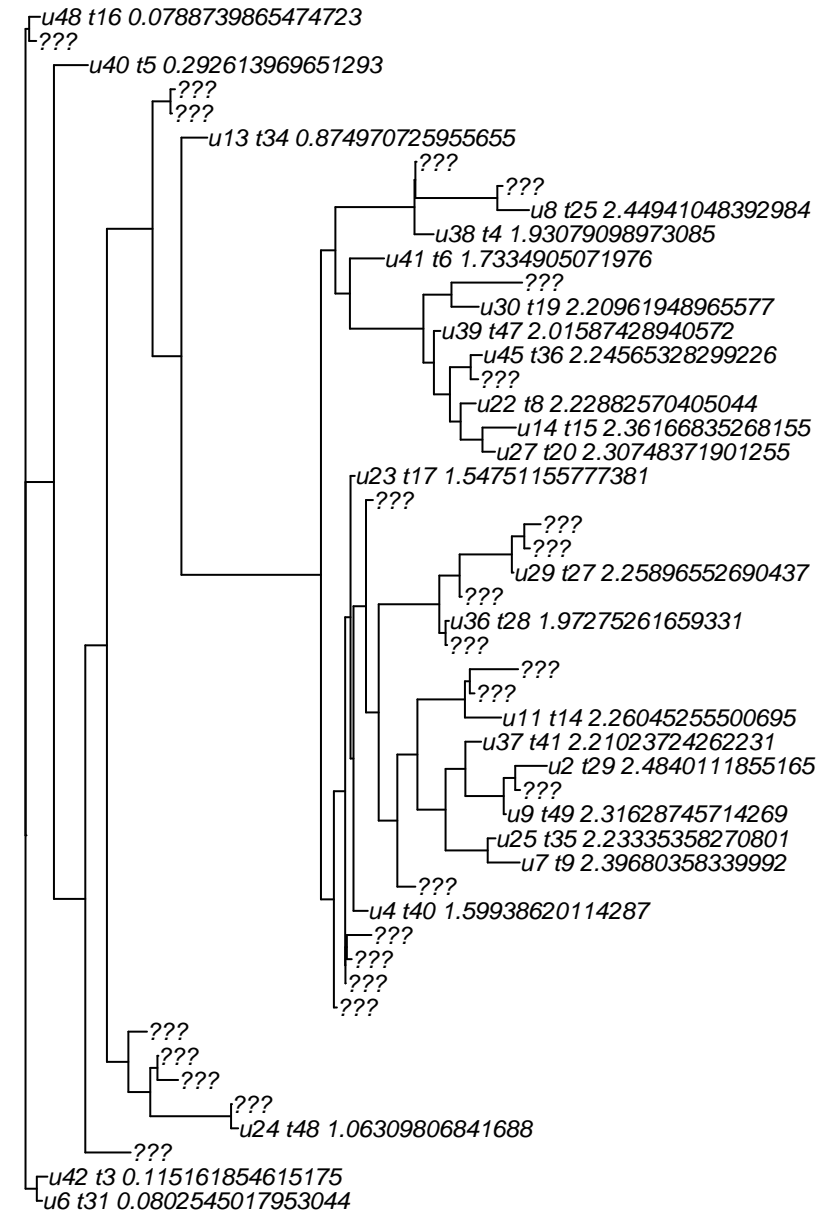 u48 t16 0.0788739865474723
???
u40 t5 0.292613969651293
???
???
u13 t34 0.874970725955655
???
???
u8 t25 2.44941048392984
u38 t4 1.93079098973085
u41 t6 1.7334905071976
???
u30 t19 2.20961948965577
u39 t47 2.01587428940572
u45 t36 2.24565328299226
???
u22 t8 2.22882570405044
u14 t15 2.36166835268155
u27 t20 2.30748371901255
u23 t17 1.54751155777381
???
???
???
u29 t27 2.25896552690437
???
u36 t28 1.97275261659331
???
???
???
u11 t14 2.26045255500695
u37 t41 2.21023724262231
u2 t29 2.4840111855165
???
u9 t49 2.31628745714269
u25 t35 2.23335358270801
u7 t9 2.39680358339992
???
u4 t40 1.59938620114287
???
???
???
???
???
???
???
???
u24 t48 1.06309806841688
???
u42 t3 0.115161854615175
u6 t31 0.0802545017953044